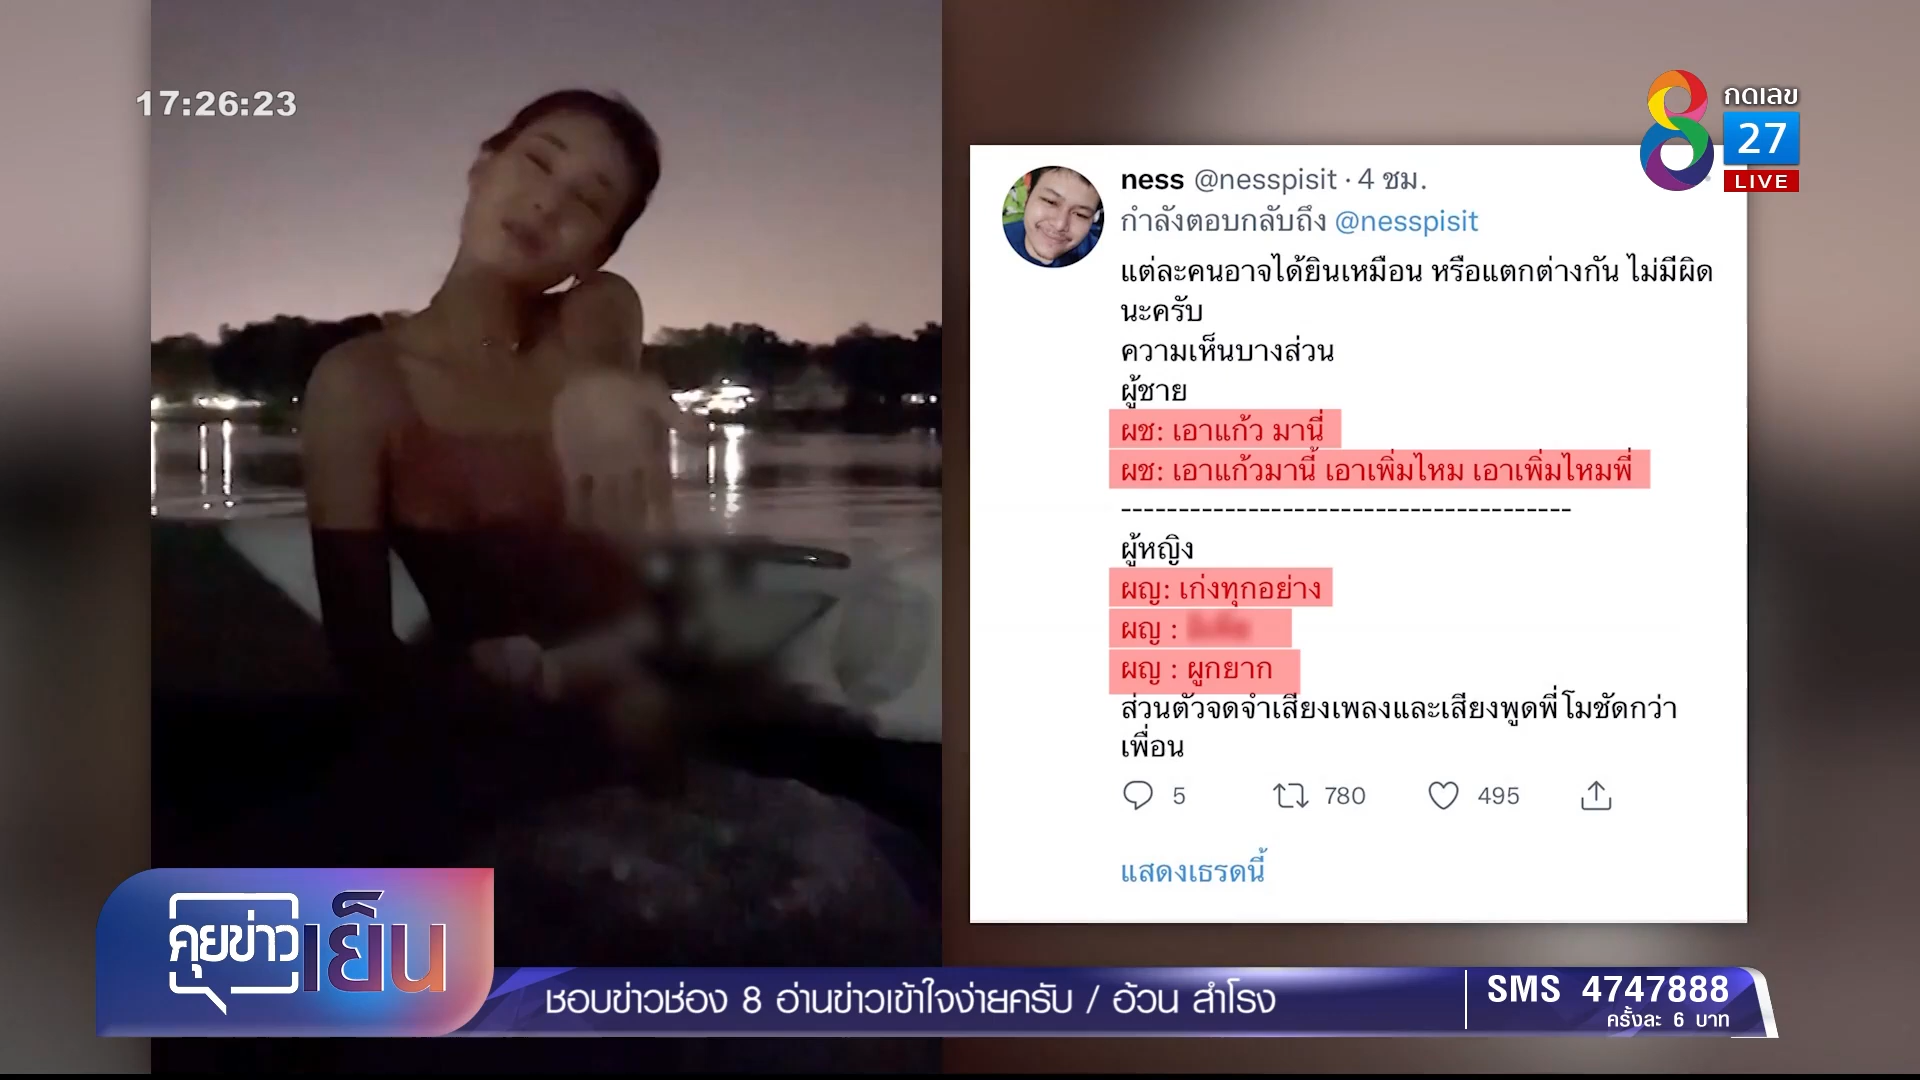 17:26:23
กดเลข
27
LIVE
ness @nesspisit · 4 ชม.
กำลังตอบกลับถึง @nesspisit
แต่ละคนอาจได้ยินเหมือน หรือแตกต่างกัน ไม่มีผิด
นะครับ
ความเห็นบางส่วน
ผู้ชาย
ผช: เอาแก้ว มานี่
ผช: เอาแก้วมานี้ เอาเพิ่มไหม เอาเพิ่มไหมพี่
---------------------------------------
ผู้หญิง
ผญ: เก่งทุกอย่าง
ผญ :
ผญ : ผูกยาก
ส่วนตัวจดจำเสียงเพลงและเสียงพูดพี่โมชัดกว่า
เพื่อน
5 780 495
แสดงเธรดนี้
คุยข่าวเย็น
ชอบข่าวช่อง 8 อ่านข่าวเข้าใจง่ายครับ / อ้วน สำโรง
SMS 4747888
ครั้งละ 6 บาท